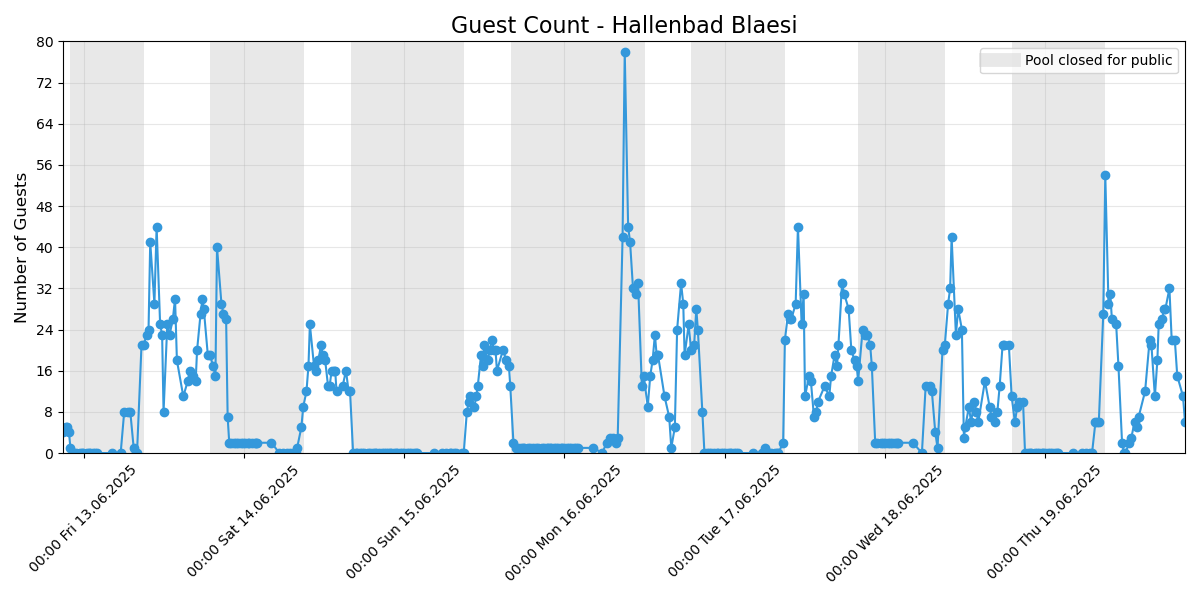 Guest Count - Hallenbad Blaesi
Number of Guests
80
72
64
56
48
40
32
24
16
8
0
Pool closed for public
00:00 Fri 13.06.2025
00:00 Sat 14.06.2025
00:00 Sun 15.06.2025
00:00 Mon 16.06.2025
00:00 Tue 17.06.2025
00:00 Wed 18.06.2025
00:00 Thu 19.06.2025